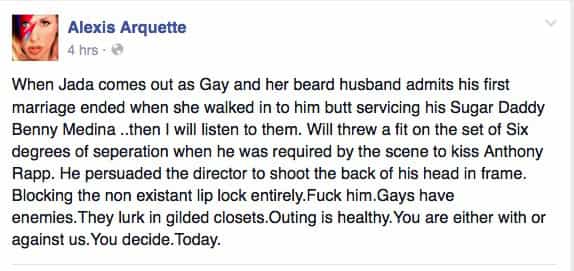 Alexis Arquette
4 hrs ·
When Jada comes out as Gay and her beard husband admits his first
marriage ended when she walked in to him butt servicing his Sugar Daddy
Benny Medina ..then I will listen to them. Will threw a fit on the set of Six
degrees of seperation when he was required by the scene to kiss Anthony
Rapp. He persuaded the director to shoot the back of his head in frame.
Blocking the non existant lip lock entirely.Fuck him.Gays have
enemies.They lurk in gilded closets.Outing is healthy.You are either with or
against us.You decide.Today.